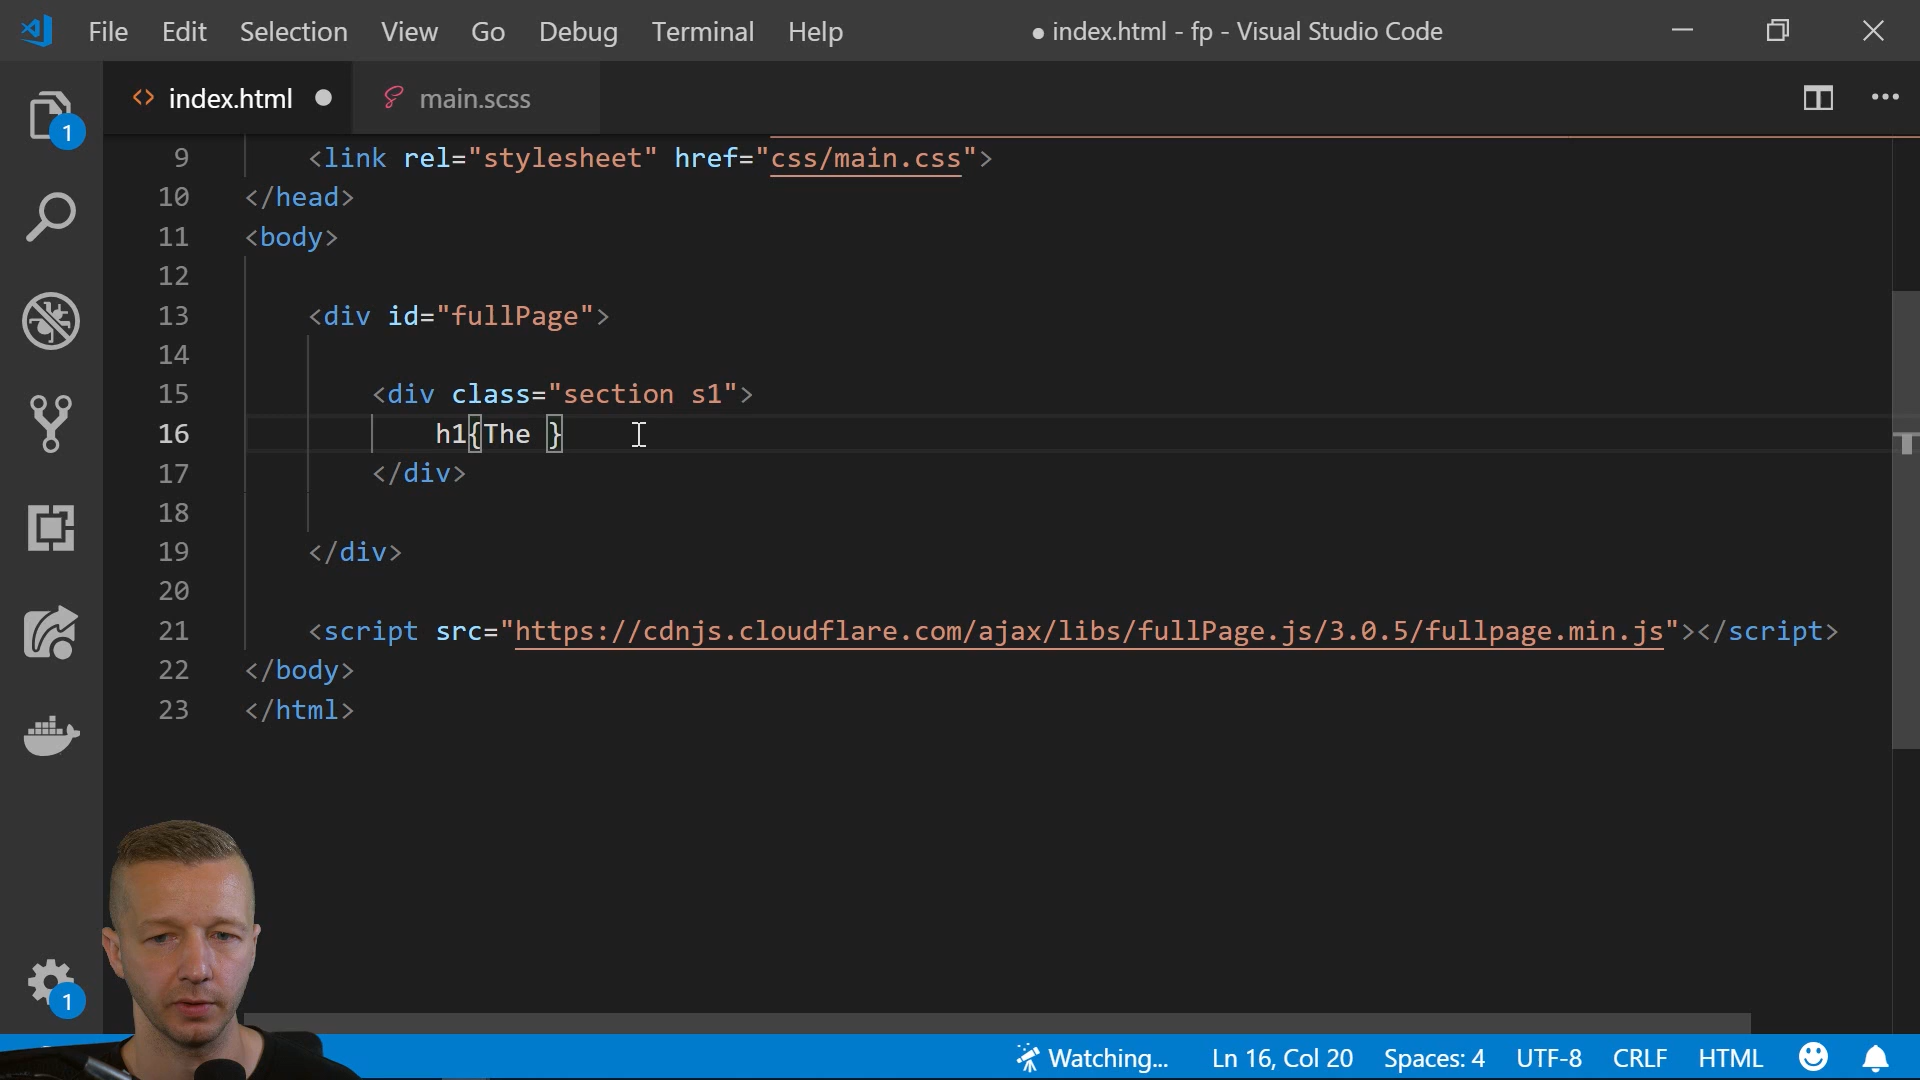 File Edit Selection View Go Debug Terminal Help ● index.html - fp - Visual Studio Code
index.html ● main.scss
1
9 <link rel="stylesheet" href="css/main.css">
10 </head>
11 <body>
12
13 <div id="fullPage">
14
15 <div class="section s1">
16 h1{The }
17 </div>
18
19 </div>
20
21 <script src="https://cdnjs.cloudflare.com/ajax/libs/fullPage.js/3.0.5/fullpage.min.js"></script>
22 </body>
23 </html>
1
Watching... Ln 16, Col 20 Spaces: 4 UTF-8 CRLF HTML